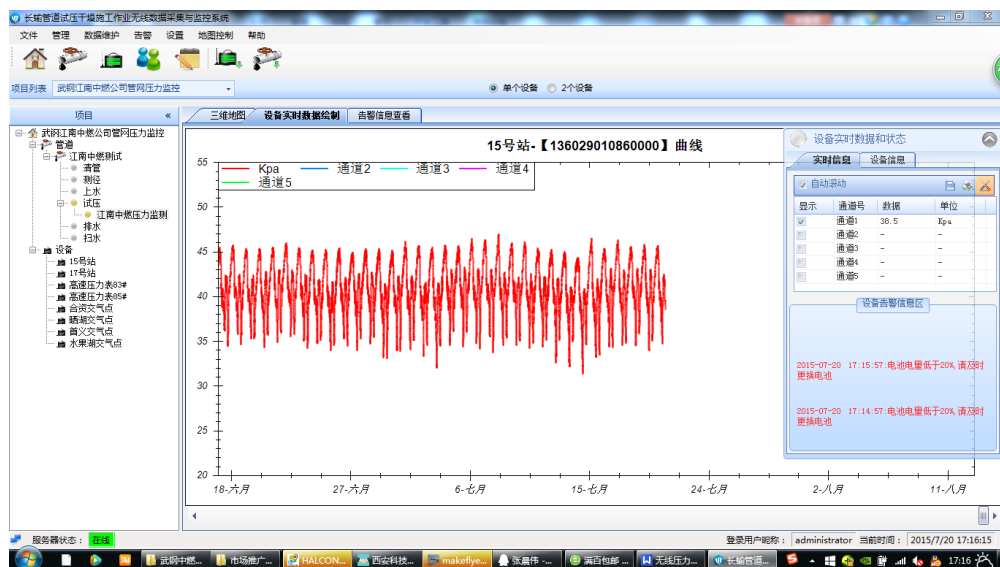 长输管道试压干燥施工作业无线数据采集与监控系统
文件 管理 数据维护 告警 设置 地图控制 帮助
项目列表 武钢江南中燃公司管网压力监控 单个设备 2个设备
项目 «
三维地图 设备实时数据绘制 告警信息查看
武钢江南中燃公司管网压力监控
管道
江南中燃测试
清管
测径
上水
试压
江南中燃压力监测
排水
扫水
设备
15号站
17号站
高速压力表83#
高速压力表85#
合资交气点
晒湖交气点
首义交气点
水果湖交气点
15号站-【136029010860000】曲线
Kpa 通道2 通道3 通道4
通道5
55
50
45
40
35
30
25
20
18-六月 27-六月 6-七月 15-七月 24-七月 2-八月 11-八月
设备实时数据和状态
实时信息 设备信息
自动滚动
显示 通道号 数据 单位
通道1 38.5 Kpa
通道2 - -
通道3 - -
通道4 - -
通道5 - -
设备告警信息区
2015-07-20 17:15:57:电池电量低于20%,请及时
更换电池
2015-07-20 17:14:57:电池电量低于20%,请及时
更换电池
服务器状态: 在线 登录用户昵称: administrator 当前时间: 2015/7/20 17:16:15
武钢中燃... 市场推广... HALCON... 西安科技... makefiye... 张晨伟 -... 满百包邮 ... 无线压力... 长输管道... 17:16